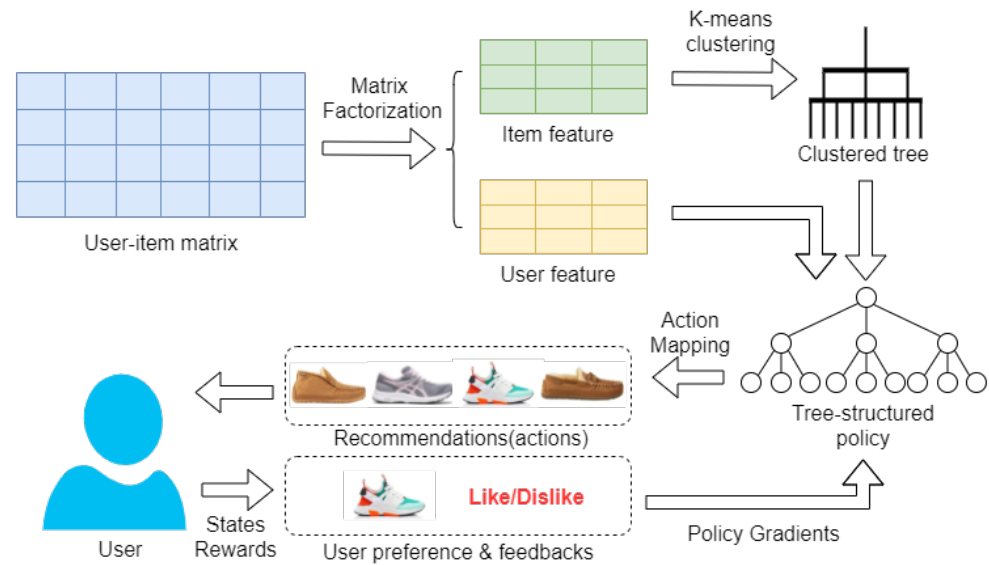 K-means
clustering
Matrix
Factorization
Item feature
Clustered tree
User-item matrix
User feature
Action
Mapping
Tree-structured
policy
Recommendations(actions)
Like/Dislike
States
Rewards
User
User preference & feedbacks
Policy Gradients